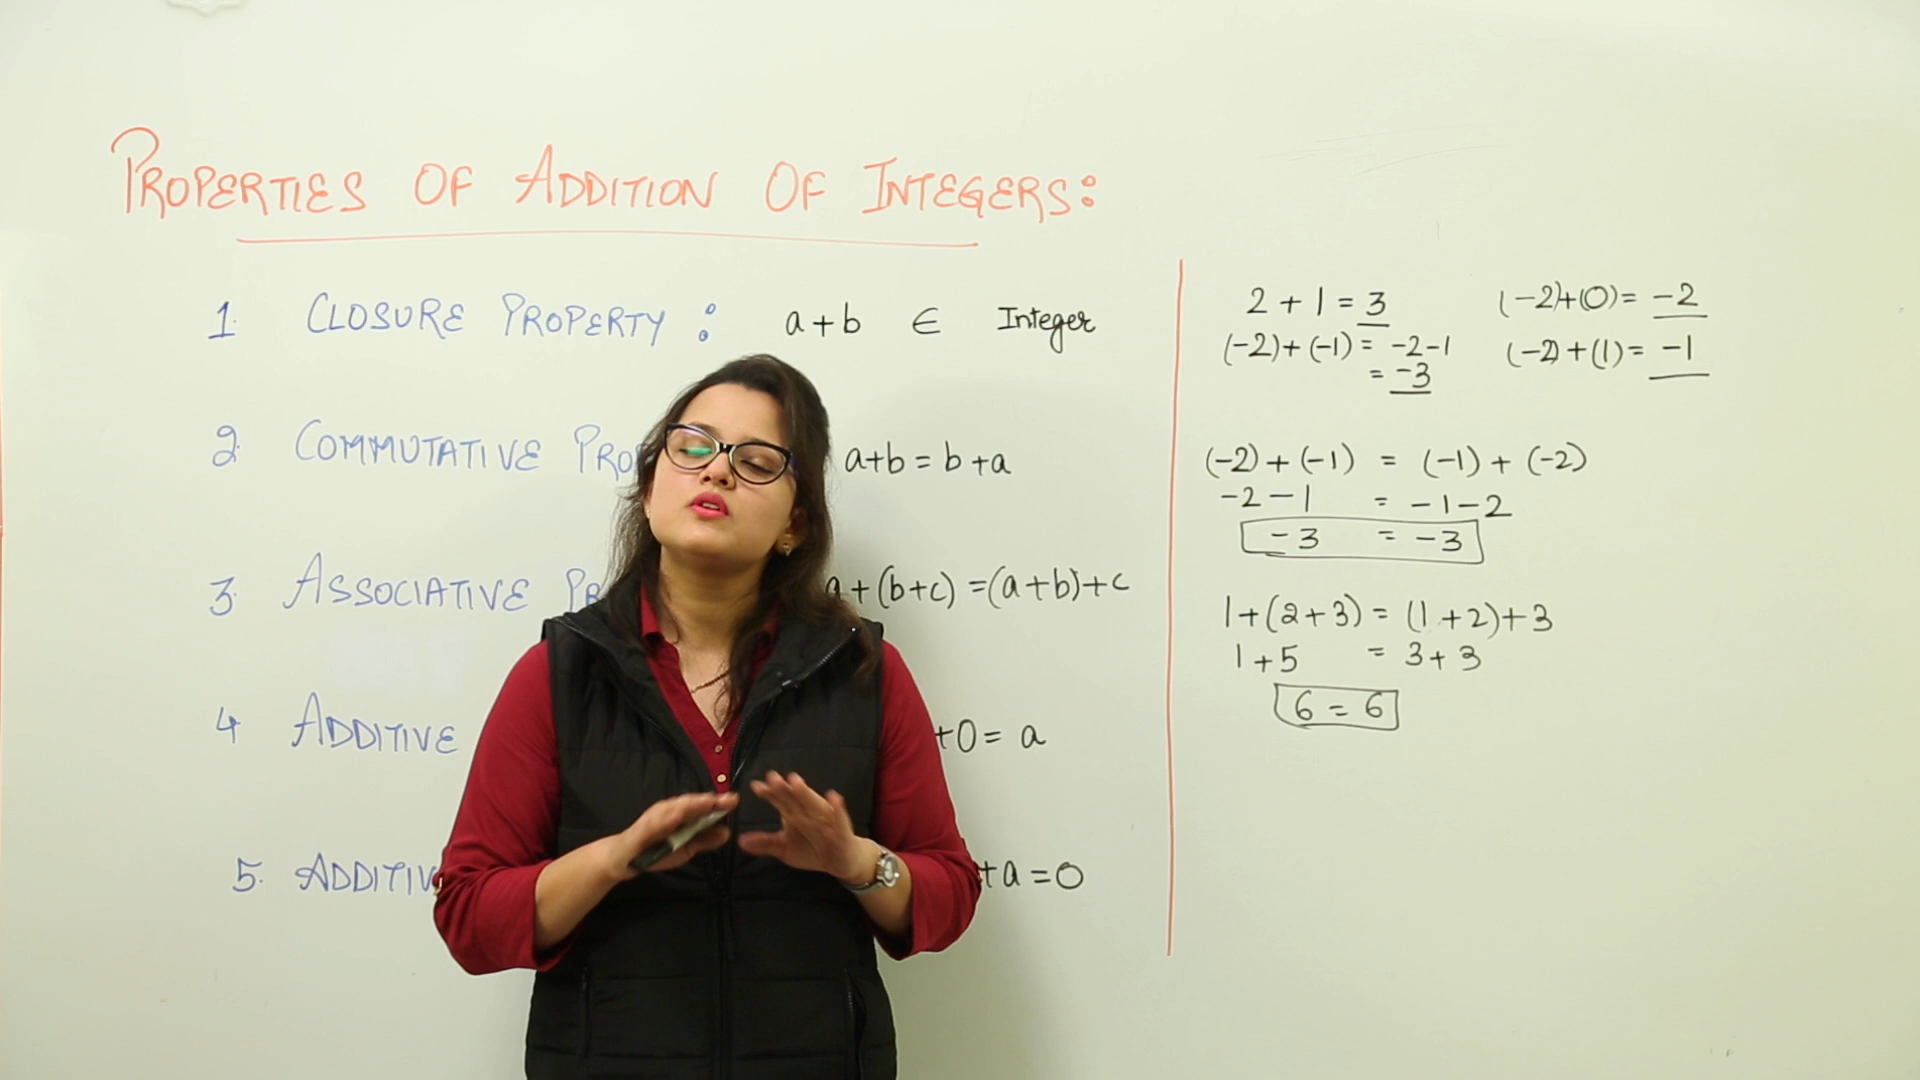 PROPERTIES OF ADDITION OF INTEGERS:
1. CLOSURE PROPERTY : a+b ∈ Integer
2. COMMUTATIVE a+b = b+a
3. ASSOCIATIVE a+(b+c) =(a+b)+c
4 ADDITIVE +0= a
5. +a=0
2+1=3 (-2)+(0)= -2
(-2)+(-1)= -2-1 (-2)+(1)= -1
= -3
(-2)+(-1) = (-1)+(-2)
-2-1 = -1-2
-3 = -3
1+(2+3) = (1+2)+3
1+5 = 3+3
6 = 6